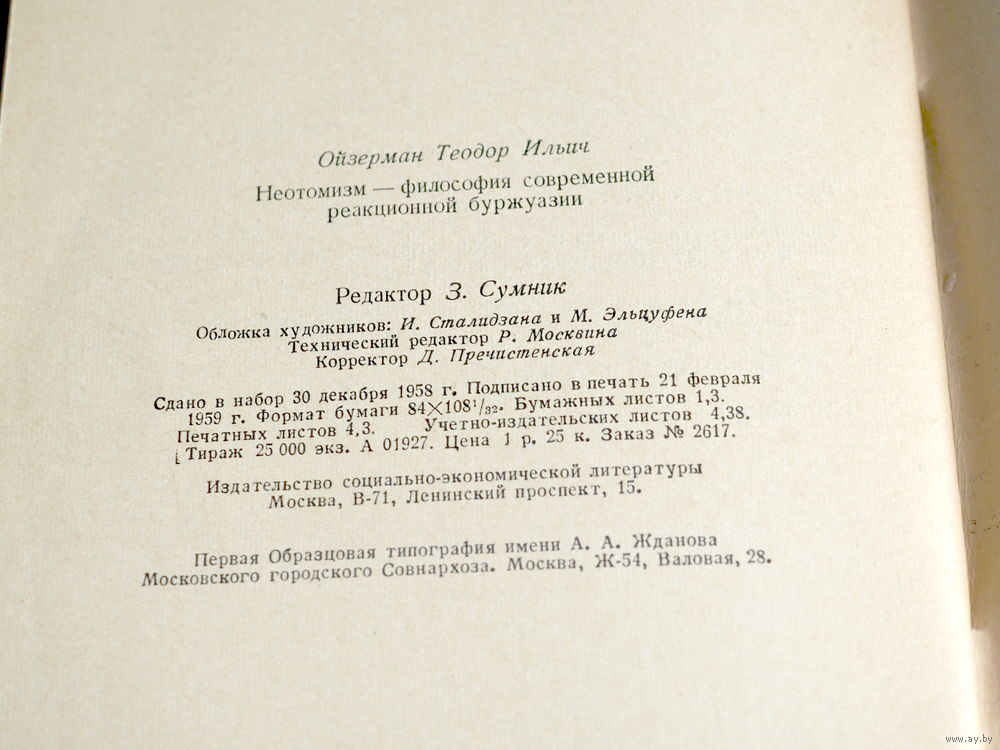 Ойзерман Теодор Ильич
Неотомизм — философия современной
реакционной буржуазии
Редактор З. Сумник
Обложка художников: И. Сталидзана и М. Эльцуфена
Технический редактор Р. Москвина
Корректор Д. Пречистенская
Сдано в набор 30 декабря 1958 г. Подписано в печать 21 февраля
1959 г. Формат бумаги 84×108¹/₃₂. Бумажных листов 1,3.
Печатных листов 4,3. Учетно-издательских листов 4,38.
Тираж 25 000 экз. А 01927. Цена 1 р. 25 к. Заказ № 2617.
Издательство социально-экономической литературы
Москва, В-71, Ленинский проспект, 15.
Первая Образцовая типография имени А. А. Жданова
Московского городского Совнархоза. Москва, Ж-54, Валовая, 28.
www.ay.by